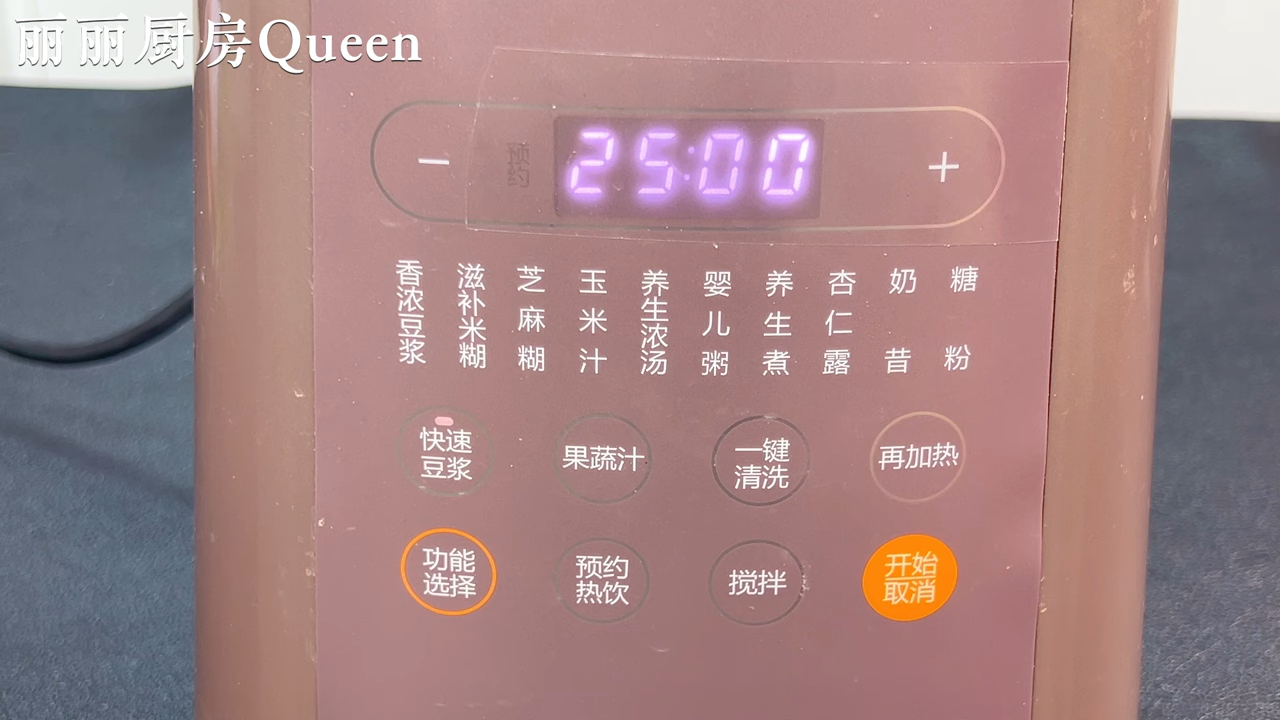 丽丽厨房Queen
－ 预约 25:00 ＋
香浓豆浆
滋补米糊
芝麻糊
玉米汁
养生浓汤
婴儿粥
养生煮
杏仁露
奶昔
糖粉
快速
豆浆
果蔬汁
一键
清洗
再加热
功能
选择
预约
热饮
搅拌
开始
取消